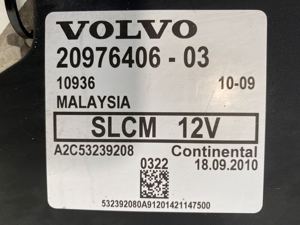 VOLVO
20976406 - 03
10936 10-09
MALAYSIA
SLCM 12V
A2C53239208 Continental
0322 18.09.2010
532392080A91201421147500